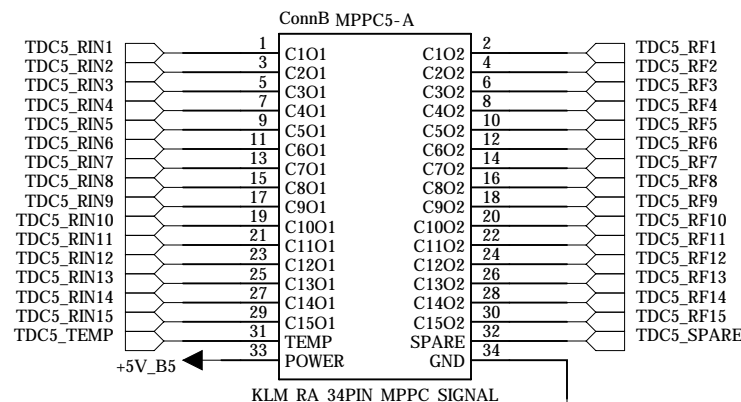 ConnB MPPC5-A
TDC5_RIN1 1 C1O1 C1O2 2 TDC5_RF1
TDC5_RIN2 3 C2O1 C2O2 4 TDC5_RF2
TDC5_RIN3 5 C3O1 C3O2 6 TDC5_RF3
TDC5_RIN4 7 C4O1 C4O2 8 TDC5_RF4
TDC5_RIN5 9 C5O1 C5O2 10 TDC5_RF5
TDC5_RIN6 11 C6O1 C6O2 12 TDC5_RF6
TDC5_RIN7 13 C7O1 C7O2 14 TDC5_RF7
TDC5_RIN8 15 C8O1 C8O2 16 TDC5_RF8
TDC5_RIN9 17 C9O1 C9O2 18 TDC5_RF9
TDC5_RIN10 19 C10O1 C10O2 20 TDC5_RF10
TDC5_RIN11 21 C11O1 C11O2 22 TDC5_RF11
TDC5_RIN12 23 C12O1 C12O2 24 TDC5_RF12
TDC5_RIN13 25 C13O1 C13O2 26 TDC5_RF13
TDC5_RIN14 27 C14O1 C14O2 28 TDC5_RF14
TDC5_RIN15 29 C15O1 C15O2 30 TDC5_RF15
TDC5_TEMP 31 TEMP SPARE 32 TDC5_SPARE
+5V_B5 33 POWER GND 34
KLM_RA_34PIN_MPPC_SIGNAL